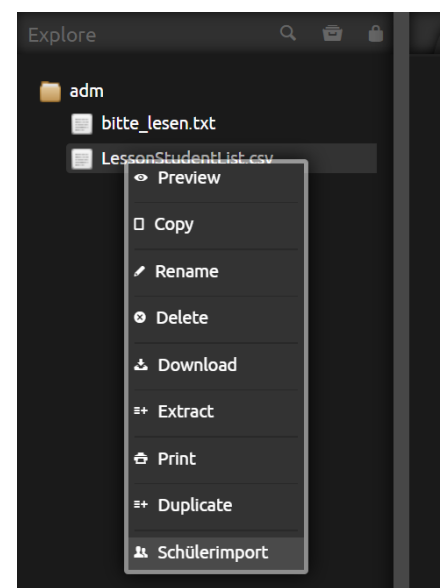 Explore
adm
bitte_lesen.txt
LessonStudentList.csv
Preview
Copy
Rename
Delete
Download
Extract
Print
Duplicate
Schülerimport